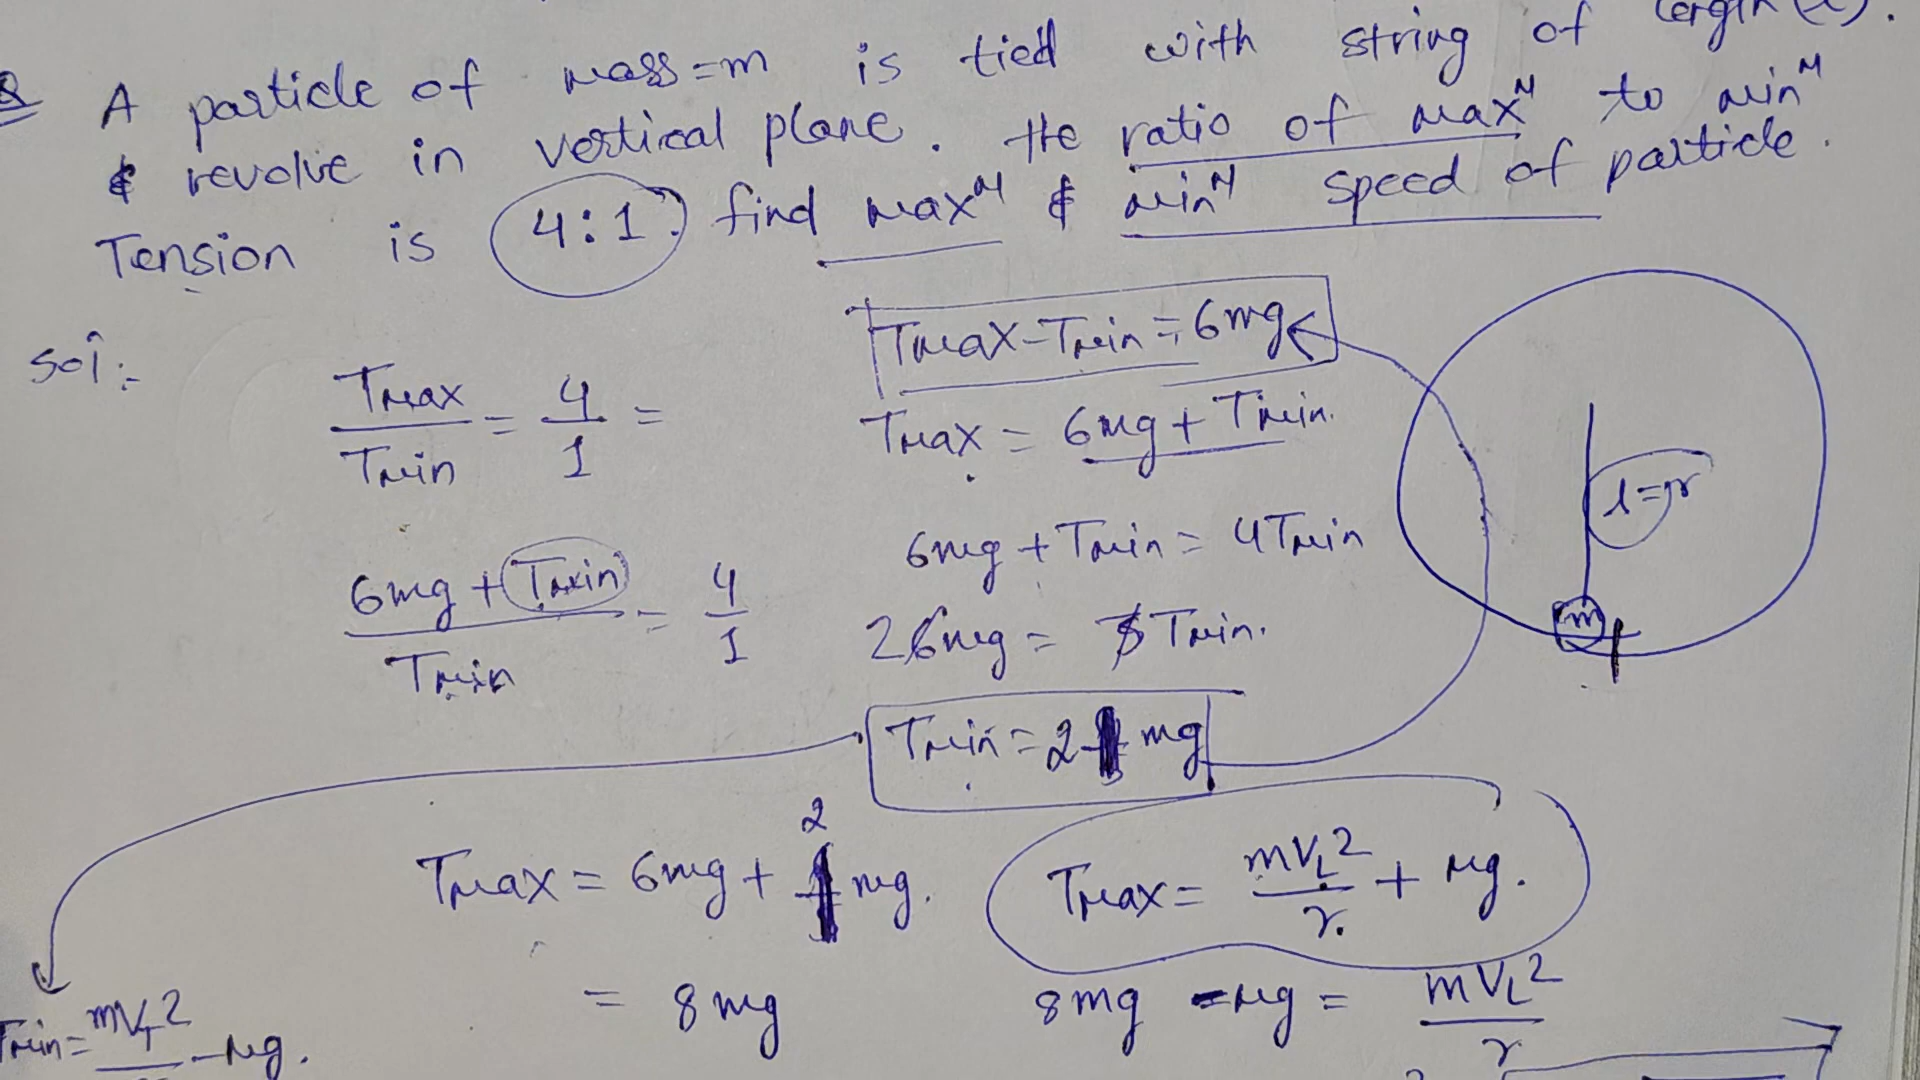 Q A particle of mass=m is tied with string of length (l).
& revolve in vertical plane. the ratio of maxᴹ to minᴹ
Tension is 4:1. find maxᴹ & minᴹ speed of particle.
Sol:-
Tmax/Tmin = 4/1 =
Tmax-Tmin = 6mg
Tmax = 6mg + Tmin.
l=r
6mg + Tmin / Tmin = 4/1
6mg + Tmin = 4Tmin
2 6mg = 3 Tmin.
m
Tmin = 2 mg
Tmax = 6mg + 2 mg.
Tmax = mVL²/r. + mg.
= 8mg
8mg - mg = mVL²/r
Tmin = mVT² - mg.